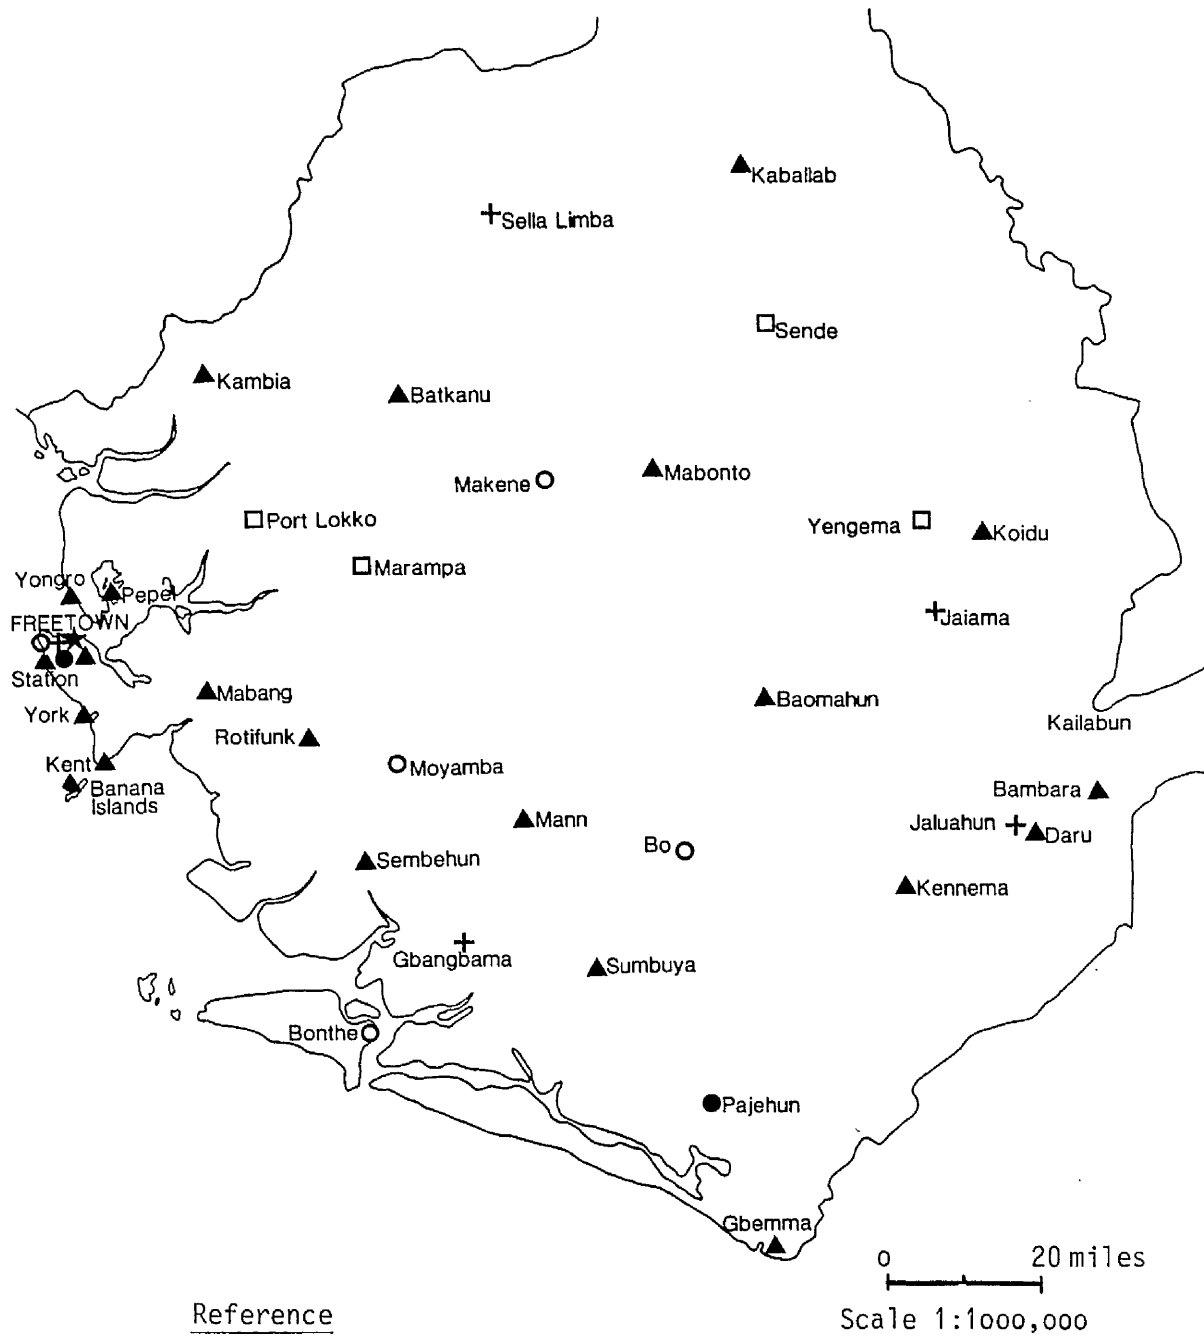 Kaballab
Sella Limba
Sende
Kambia
Batkanu
Makene
Mabonto
Port Lokko
Yengema
Koidu
Marampa
Yongro
Pepel
FREETOWN
Jaiama
Station
Mabang
Baomahun
York
Kailabun
Rotifunk
Kent
Moyamba
Banana
Islands
Bambara
Mann
Jaluahun
Daru
Bo
Sembehun
Kennema
Gbangbama
Sumbuya
Bonthe
Pajehun
Gbemma
0 20 miles
Reference
Scale 1:1000,000